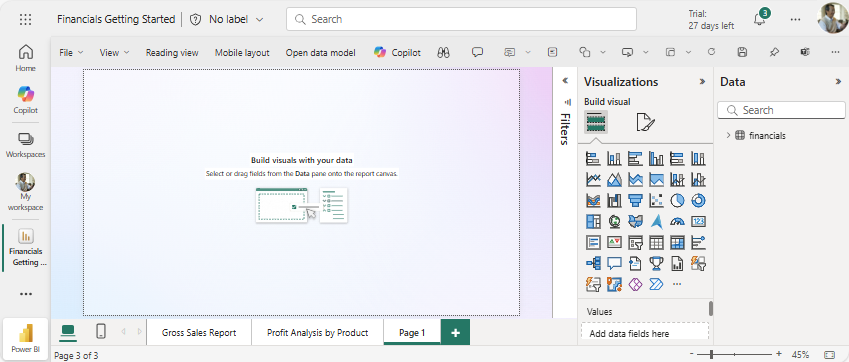 Financials Getting Started
No label
Search
Trial:
27 days left
3
File
View
Reading view
Mobile layout
Open data model
Copilot
Home
Copilot
Workspaces
My
workspace
Financials
Getting ...
Power BI
Build visuals with your data
Select or drag fields from the Data pane onto the report canvas.
Filters
Visualizations
Build visual
123
Values
Add data fields here
Data
Search
financials
Gross Sales Report
Profit Analysis by Product
Page 1
+
Page 3 of 3
-
+
45%